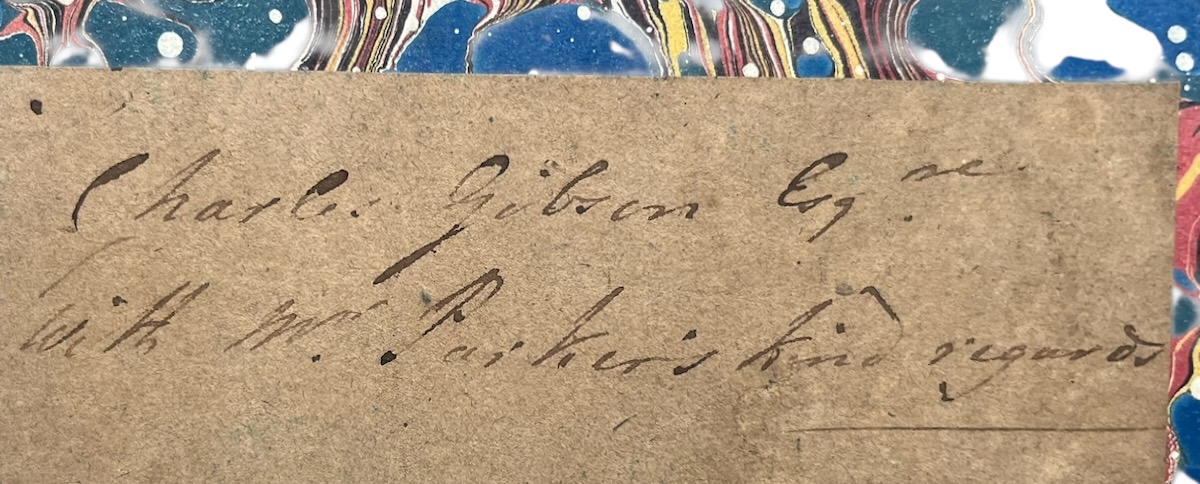 Charles Gibson Esqre
with Mr Parker's kind regards